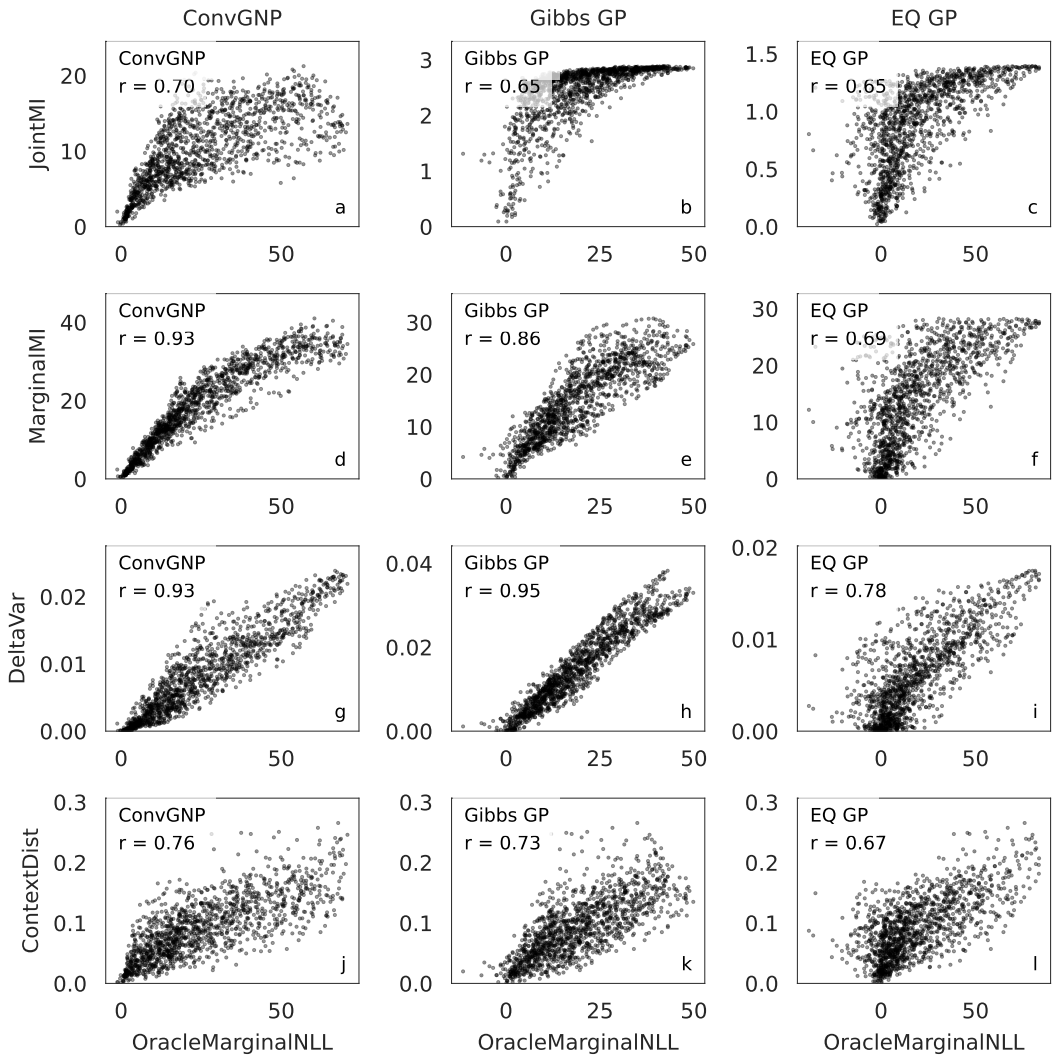 ConvGNP
Gibbs GP
EQ GP
JointMI
20
10
0
ConvGNP
r = 0.70
a
0
50
3
2
1
0
Gibbs GP
r = 0.65
b
0
25
50
1.5
1.0
0.5
0.0
EQ GP
r = 0.65
c
0
50
MarginalMI
40
20
0
ConvGNP
r = 0.93
d
0
50
30
20
10
0
Gibbs GP
r = 0.86
e
0
25
50
30
20
10
0
EQ GP
r = 0.69
f
0
50
DeltaVar
0.02
0.01
0.00
ConvGNP
r = 0.93
g
0
50
0.04
0.02
0.00
Gibbs GP
r = 0.95
h
0
25
50
0.02
0.01
0.00
EQ GP
r = 0.78
i
0
50
ContextDist
0.3
0.2
0.1
0.0
ConvGNP
r = 0.76
j
0
50
OracleMarginalNLL
0.3
0.2
0.1
0.0
Gibbs GP
r = 0.73
k
0
25
50
OracleMarginalNLL
0.3
0.2
0.1
0.0
EQ GP
r = 0.67
l
0
50
OracleMarginalNLL